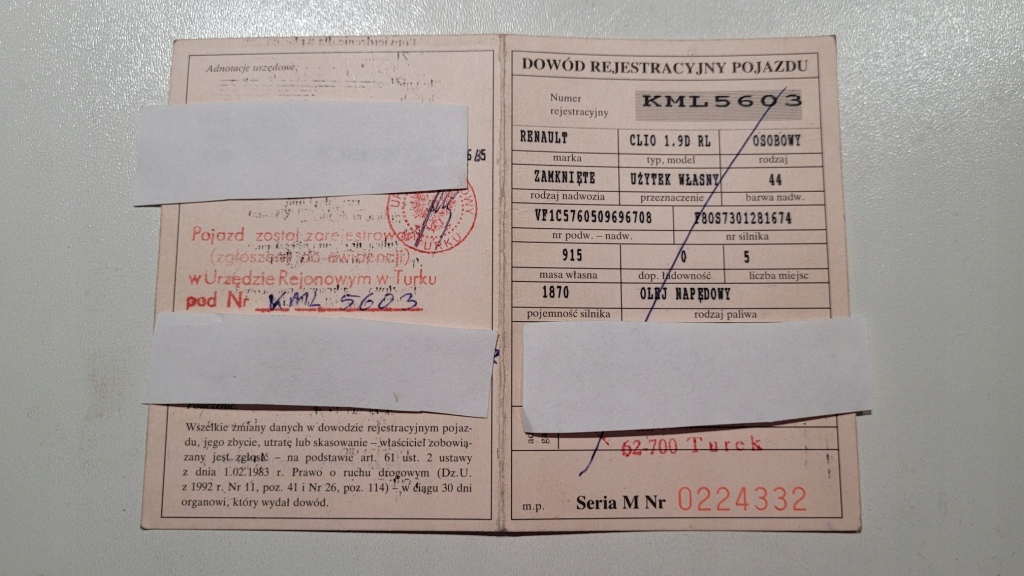 Adnotacje urzędowe:
Pojazd został zarejestrowany
(zgłoszony do ewidencji)
w Urzędzie Rejonowym w Turku
pod Nr KML 5603
TURKU
Pouczenie
Wszelkie zmiany danych w dowodzie rejestracyjnym pojaz-
du, jego zbycie, utratę lub skasowanie – właściciel zobowią-
zany jest zgłosić – na podstawie art. 61 ust. 2 ustawy
z dnia 1.02.1983 r. Prawo o ruchu drogowym (Dz.U.
z 1992 r. Nr 11, poz. 41 i Nr 26, poz. 114) – w ciągu 30 dni
organowi, który wydał dowód.
DOWÓD REJESTRACYJNY POJAZDU
Numer
rejestracyjny
KML5603
RENAULT CLIO 1.9D RL OSOBOWY
marka typ, model rodzaj
ZAMKNIĘTE UŻYTEK WŁASNY 44
rodzaj nadwozia przeznaczenie barwa nadw.
VF1C5760509696708 F8QS7301281674
nr podw. – nadw. nr silnika
915 0 5
masa własna dop. ładowność liczba miejsc
1870 OLEJ NAPĘDOWY
pojemność silnika rodzaj paliwa
62-700 Turek
m.p. Seria M Nr 0224332